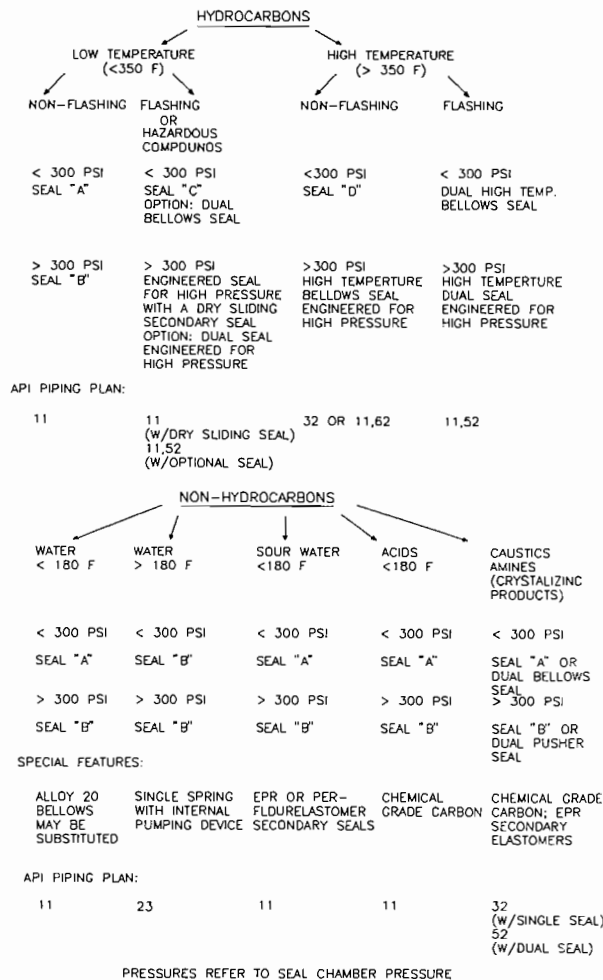 HYDROCARBONS
LOW TEMPERATURE
(<350 F)
HIGH TEMPERATURE
(> 350 F)
NON-FLASHING
FLASHING
OR
HAZARDOUS
COMPDUNOS
NON-FLASHING
FLASHING
< 300 PSI
SEAL "A"
< 300 PSI
SEAL "C"
OPTION: DUAL
BELLOWS SEAL
<300 PSI
SEAL "D"
< 300 PSI
DUAL HIGH TEMP.
BELLOWS SEAL
> 300 PSI
SEAL "B"
> 300 PSI
ENGINEERED SEAL
FOR HIGH PRESSURE
WITH A DRY SLIDING
SECONDARY SEAL
OPTION: DUAL SEAL
ENGINEERED FOR
HIGH PRESSURE
>300 PSI
HIGH TEMPERTURE
BELLOWS SEAL
ENGINEERED FOR
HIGH PRESSURE
>300 PSI
HIGH TEMPERTURE
DUAL SEAL
ENGINEERED FOR
HIGH PRESSURE
API PIPING PLAN:
11
11
(W/DRY SLIDING SEAL)
11,52
(W/OPTIONAL SEAL)
32 OR 11,62
11,52
NON-HYDROCARBONS
WATER
< 180 F
WATER
> 180 F
SOUR WATER
<180 F
ACIDS
<180 F
CAUSTICS
AMINES
(CRYSTALIZING
PRODUCTS)
< 300 PSI
SEAL "A"
< 300 PSI
SEAL "B"
< 300 PSI
SEAL "A"
< 300 PSI
SEAL "A"
< 300 PSI
SEAL "A" OR
DUAL BELLOWS
SEAL
> 300 PSI
SEAL "B"
> 300 PSI
SEAL "B"
> 300 PSI
SEAL "B"
> 300 PSI
SEAL "B"
> 300 PSI
SEAL "B" OR
DUAL PUSHER
SEAL
SPECIAL FEATURES:
ALLOY 20
BELLOWS
MAY BE
SUBSTITUTED
SINGLE SPRING
WITH INTERNAL
PUMPING DEVICE
EPR OR PER-
FLDURELASTOMER
SECONDARY SEALS
CHEMICAL
GRADE CARBON
CHEMICAL GRADE
CARBON; EPR
SECONDARY
ELASTOMERS
API PIPING PLAN:
11
23
11
11
32
(W/SINGLE SEAL)
52
(W/DUAL SEAL)
PRESSURES REFER TO SEAL CHAMBER PRESSURE